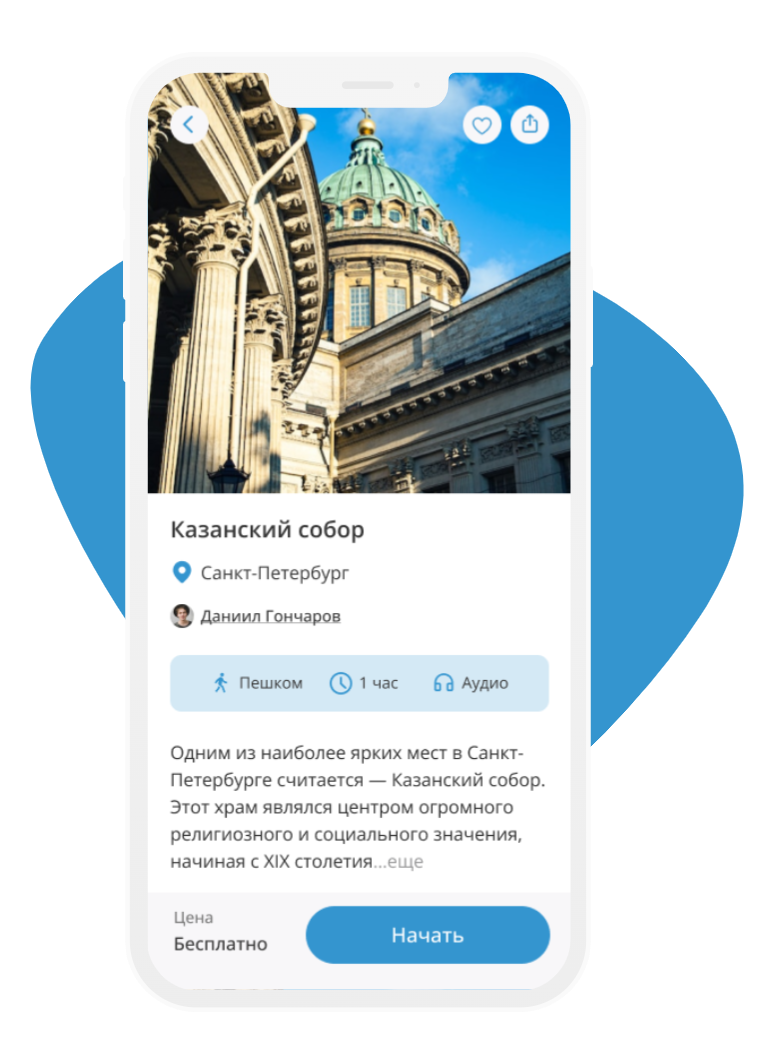 Казанский собор
Санкт-Петербург
Даниил Гончаров
Пешком 1 час Аудио
Одним из наиболее ярких мест в Санкт-
Петербурге считается — Казанский собор.
Этот храм являлся центром огромного
религиозного и социального значения,
начиная с XIX столетия...еще
Цена
Бесплатно
Начать